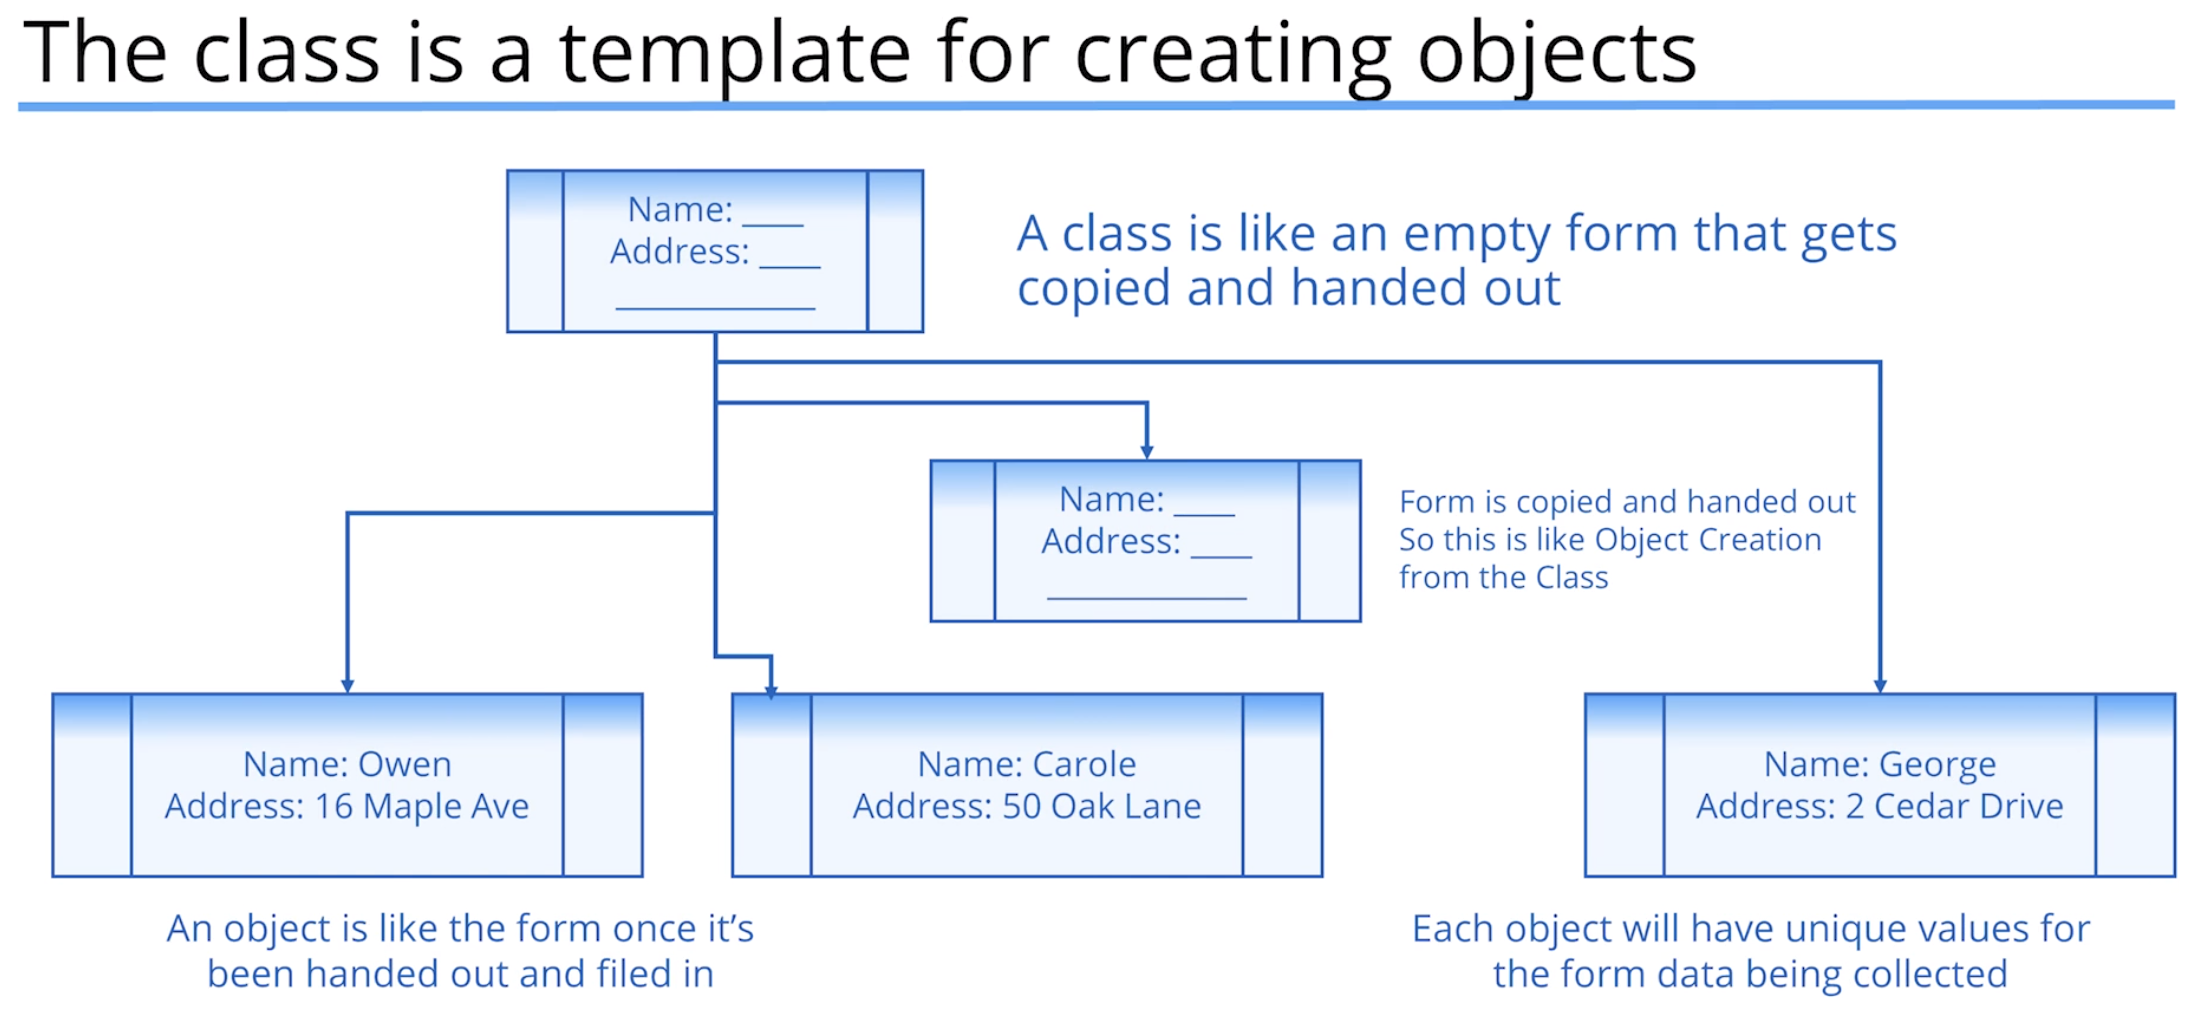 The class is a template for creating objects
Name: ___
Address: ___
__________
A class is like an empty form that gets
copied and handed out
Name: ___
Address: ___
__________
Form is copied and handed out
So this is like Object Creation
from the Class
Name: Owen
Address: 16 Maple Ave
Name: Carole
Address: 50 Oak Lane
Name: George
Address: 2 Cedar Drive
An object is like the form once it’s
been handed out and filed in
Each object will have unique values for
the form data being collected